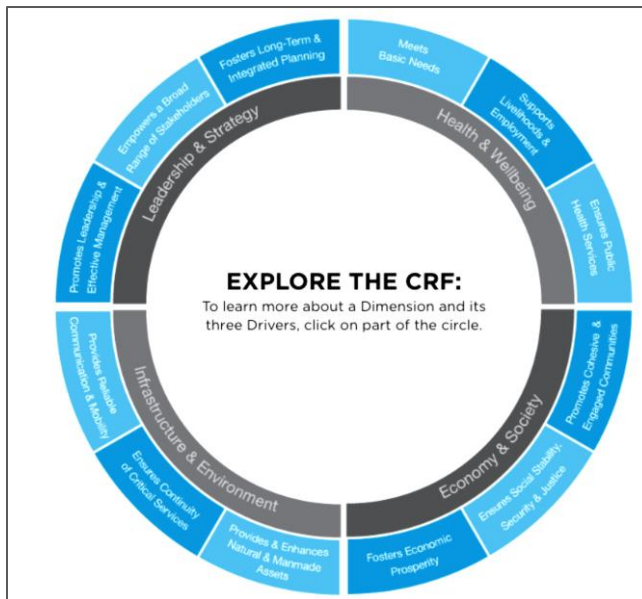 Fosters Long-Term &
Integrated Planning
Meets
Basic Needs
Supports
Livelihoods &
Employment
Ensures Public
Health Services
Promotes Cohesive &
Engaged Communities
Ensures Social Stability,
Security & Justice
Fosters Economic
Prosperity
Provides & Enhances
Natural & Manmade
Assets
Ensures Continuity
of Critical Services
Provides Reliable
Communication & Mobility
Promotes Leadership &
Effective Management
Empowers a Broad
Range of Stakeholders
Leadership & Strategy
Health & Wellbeing
Economy & Society
Infrastructure & Environment
EXPLORE THE CRF:
To learn more about a Dimension and its
three Drivers, click on part of the circle.